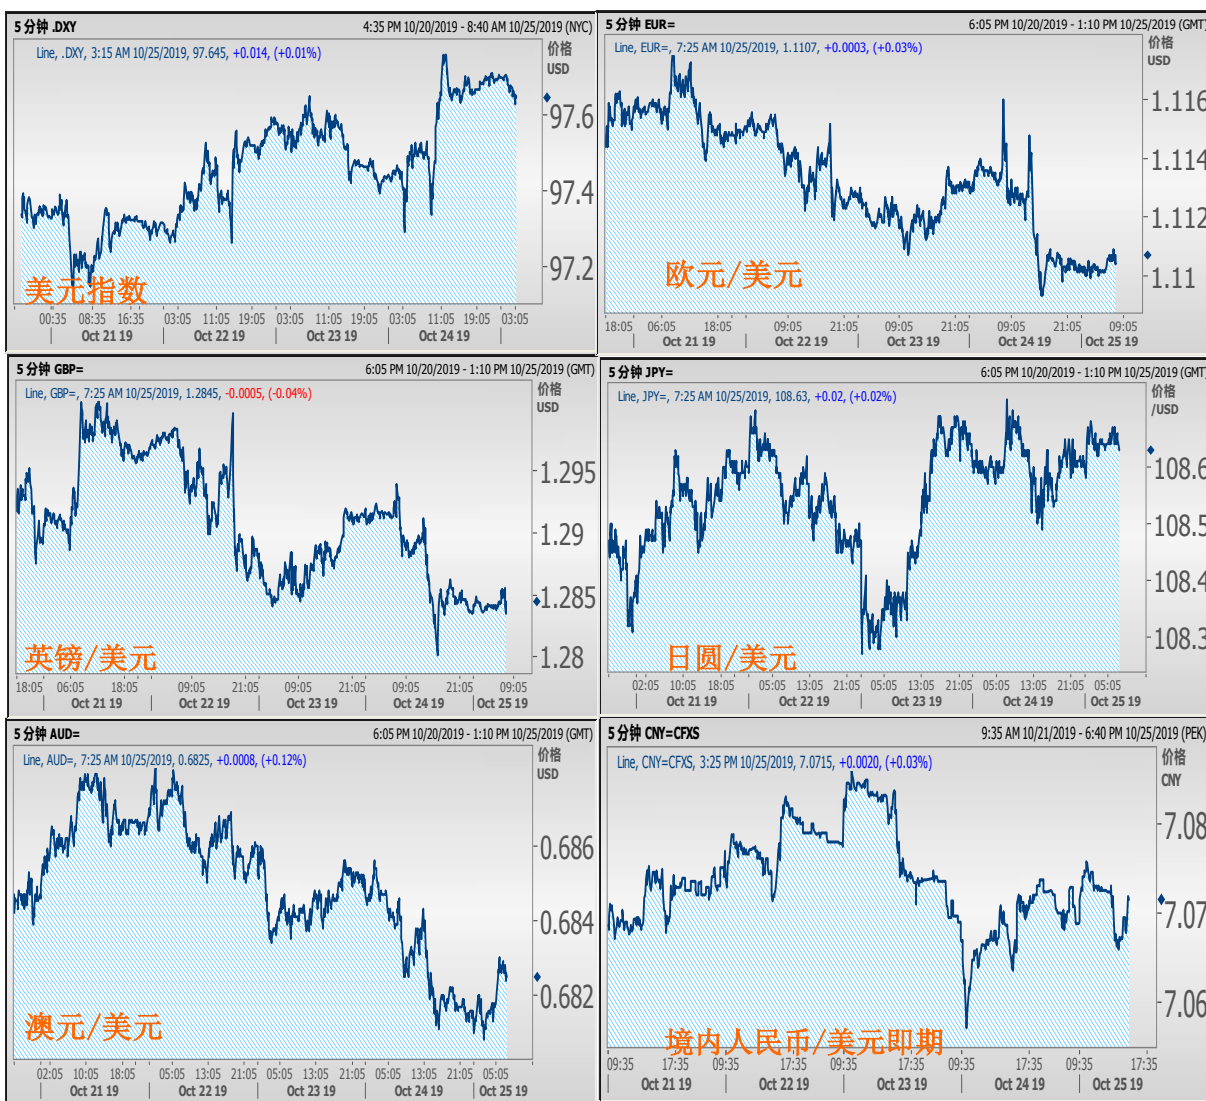 5 分钟 .DXY
4:35 PM 10/20/2019 - 8:40 AM 10/25/2019 (NYC)
Line, .DXY, 3:15 AM 10/25/2019, 97.645, +0.014, (+0.01%)
价格
USD
97.6
97.4
97.2
美元指数
00:35 08:35 16:35 03:05 11:05 19:05 03:05 11:05 19:05 03:05 11:05 19:05 03:05
Oct 21 19 Oct 22 19 Oct 23 19 Oct 24 19
5 分钟 EUR=
6:05 PM 10/20/2019 - 1:10 PM 10/25/2019 (GMT)
Line, EUR=, 7:25 AM 10/25/2019, 1.1107, +0.0003, (+0.03%)
价格
USD
1.116
1.114
1.112
1.11
欧元/美元
18:05 06:05 18:05 09:05 21:05 09:05 21:05 09:05 21:05 09:05
Oct 21 19 Oct 22 19 Oct 23 19 Oct 24 19 Oct 25 19
5 分钟 GBP=
6:05 PM 10/20/2019 - 1:10 PM 10/25/2019 (GMT)
Line, GBP=, 7:25 AM 10/25/2019, 1.2845, -0.0005, (-0.04%)
价格
USD
1.295
1.29
1.285
1.28
英镑/美元
18:05 06:05 18:05 09:05 21:05 09:05 21:05 09:05 21:05 09:05
Oct 21 19 Oct 22 19 Oct 23 19 Oct 24 19 Oct 25 19
5 分钟 JPY=
6:05 PM 10/20/2019 - 1:10 PM 10/25/2019 (GMT)
Line, JPY=, 7:25 AM 10/25/2019, 108.63, +0.02, (+0.02%)
价格
/USD
108.6
108.5
108.4
108.3
日圆/美元
02:05 10:05 18:05 05:05 13:05 21:05 05:05 13:05 21:05 05:05 13:05 21:05 05:05
Oct 21 19 Oct 22 19 Oct 23 19 Oct 24 19 Oct 25 19
5 分钟 AUD=
6:05 PM 10/20/2019 - 1:10 PM 10/25/2019 (GMT)
Line, AUD=, 7:25 AM 10/25/2019, 0.6825, +0.0008, (+0.12%)
价格
USD
0.686
0.684
0.682
澳元/美元
02:05 10:05 18:05 05:05 13:05 21:05 05:05 13:05 21:05 05:05 13:05 21:05 05:05
Oct 21 19 Oct 22 19 Oct 23 19 Oct 24 19 Oct 25 19
5 分钟 CNY=CFXS
9:35 AM 10/21/2019 - 6:40 PM 10/25/2019 (PEK)
Line, CNY=CFXS, 3:25 PM 10/25/2019, 7.0715, +0.0020, (+0.03%)
价格
CNY
7.08
7.07
7.06
境内人民币/美元即期
09:35 17:35 09:35 17:35 09:35 17:35 09:35 17:35 09:35 17:35
Oct 21 19 Oct 22 19 Oct 23 19 Oct 24 19 Oct 25 19